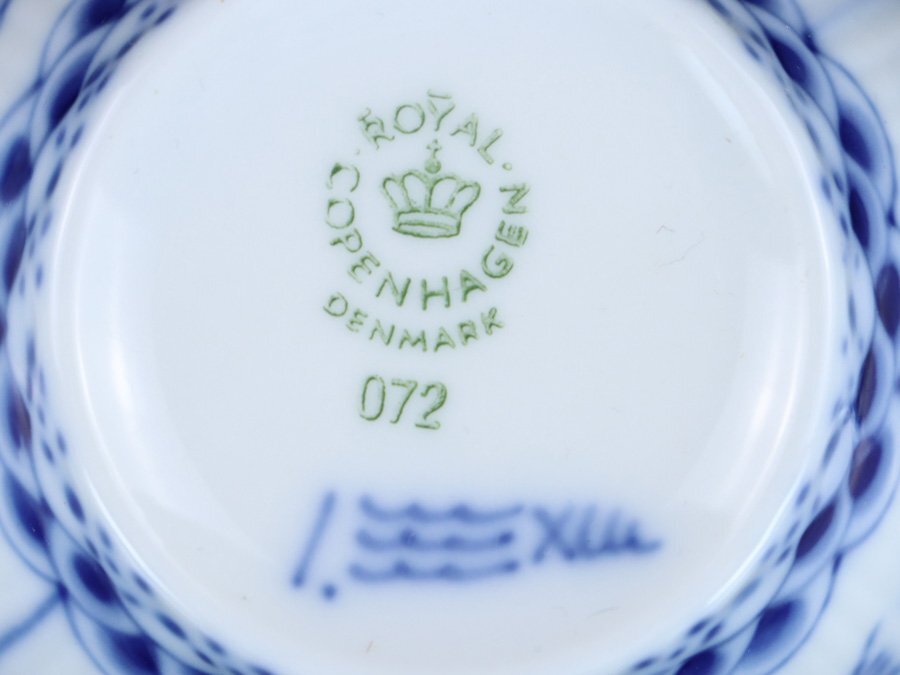 ROYAL
COPENHAGEN
DENMARK
072